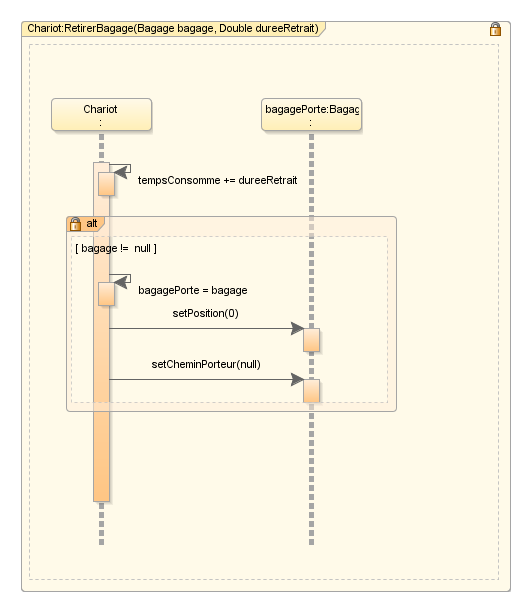 Chariot:RetirerBagage(Bagage bagage, Double dureeRetrait)
Chariot
:
bagagePorte:Bagag
:
tempsConsomme += dureeRetrait
alt
[ bagage != null ]
bagagePorte = bagage
setPosition(0)
setCheminPorteur(null)